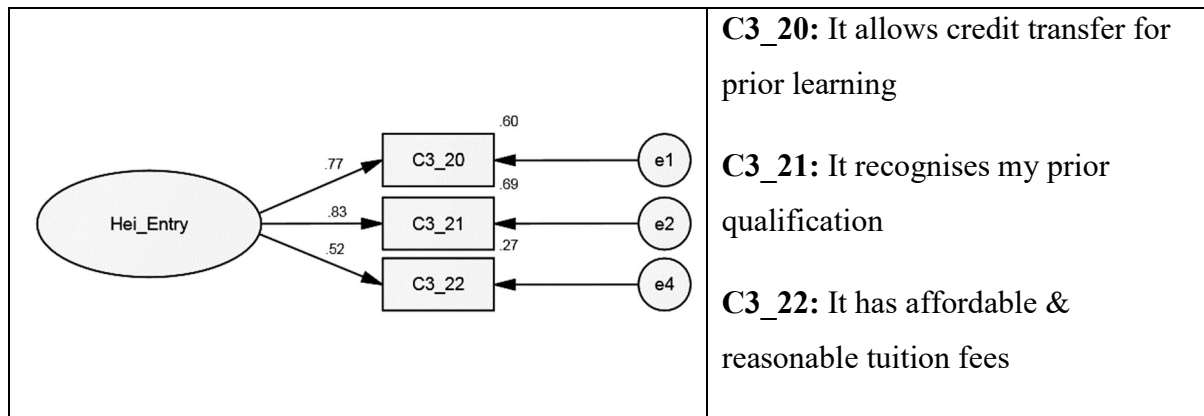 .60
.77
C3_20
e1
.69
.83
Hei_Entry
C3_21
e2
.27
.52
C3_22
e4
C3_20: It allows credit transfer for
prior learning
C3_21: It recognises my prior
qualification
C3_22: It has affordable &
reasonable tuition fees